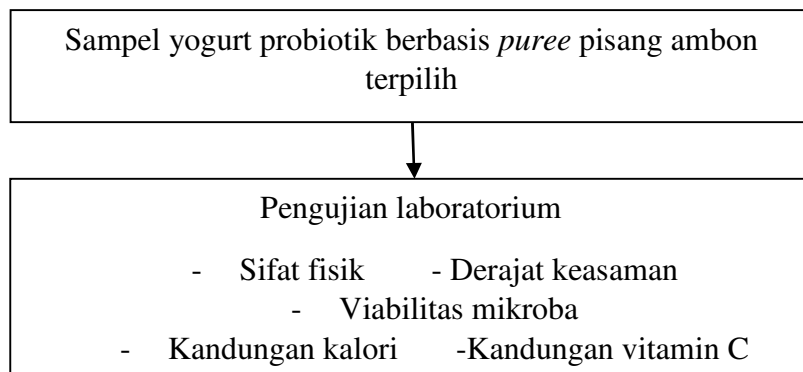 Sampel yogurt probiotik berbasis puree pisang ambon
terpilih
Pengujian laboratorium
- Sifat fisik - Derajat keasaman
- Viabilitas mikroba
- Kandungan kalori -Kandungan vitamin C